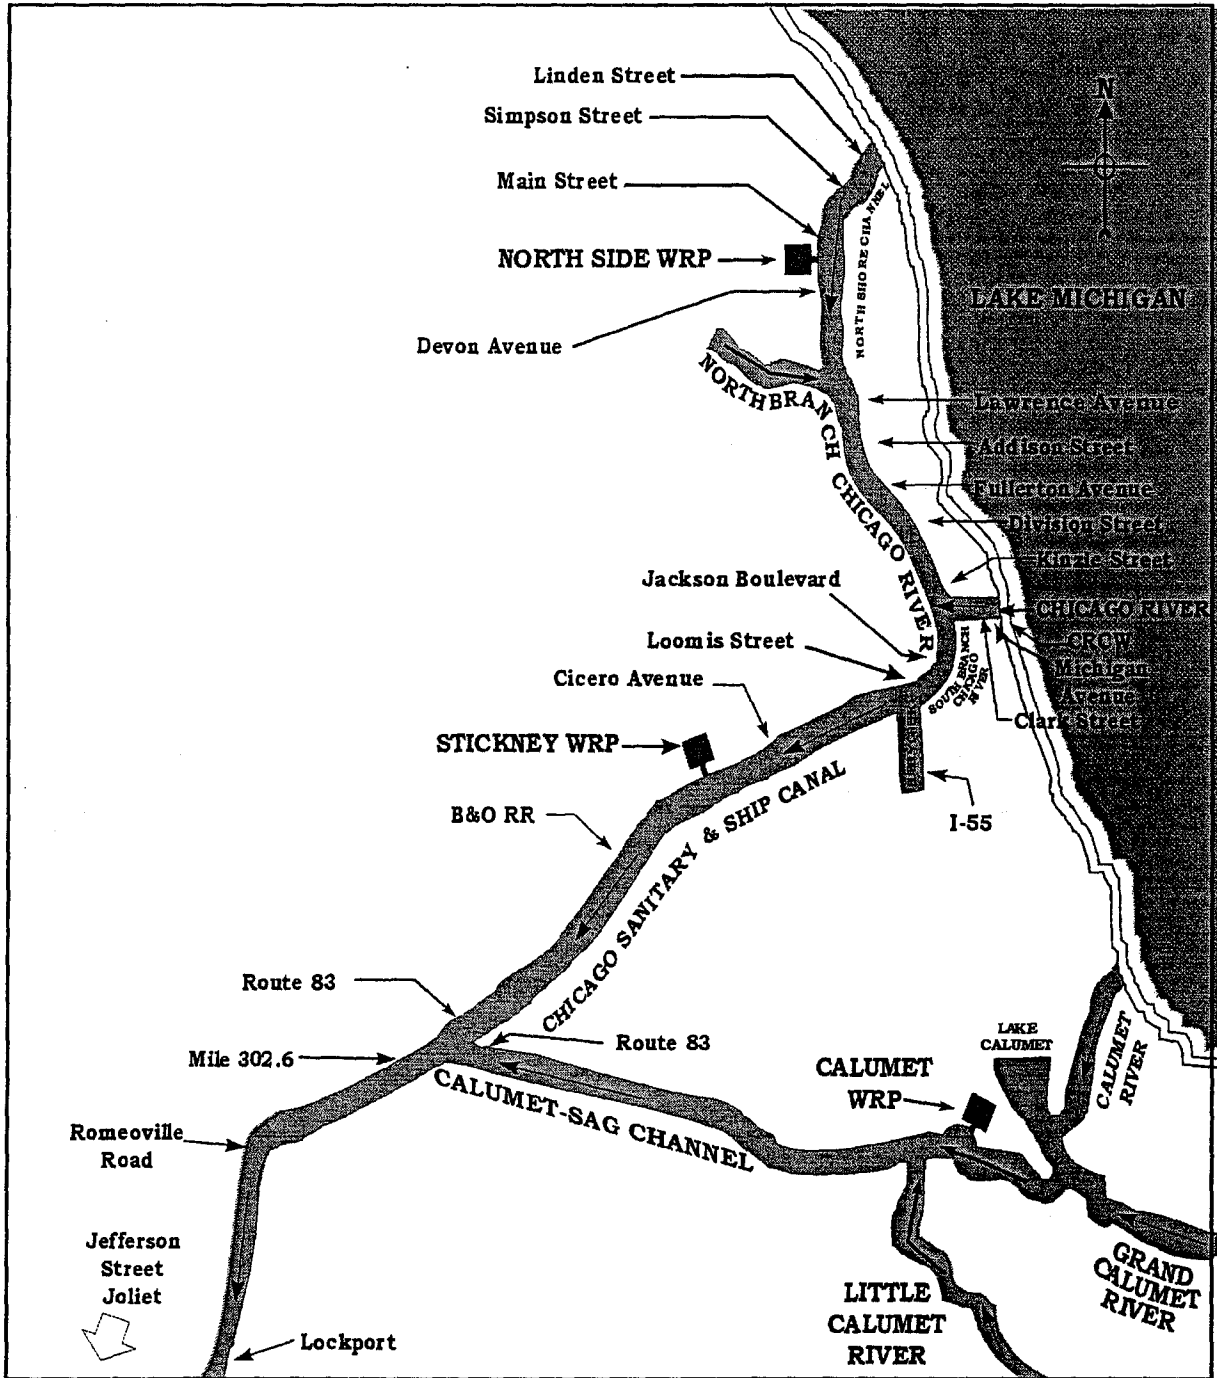 Linden Street
Simpson Street
Main Street
NORTH SIDE WRP
Devon Avenue
N
LAKE MICHIGAN
NORTH SHORE CHANNEL
NORTH BRANCH CHICAGO RIVER
Lawrence Avenue
Addison Street
Fullerton Avenue
Division Street
Kinzie Street
CHICAGO RIVER
CROW
Michigan
Avenue
Clark Street
Jackson Boulevard
Loomis Street
Cicero Avenue
SOUTH BRANCH
CHICAGO
RIVER
STICKNEY WRP
B&O RR
I-55
CHICAGO SANITARY & SHIP CANAL
Route 83
Mile 302.6
Route 83
CALUMET-SAG CHANNEL
LAKE
CALUMET
CALUMET
RIVER
CALUMET
WRP
Romeoville
Road
Jefferson
Street
Joliet
Lockport
LITTLE
CALUMET
RIVER
GRAND
CALUMET
RIVER